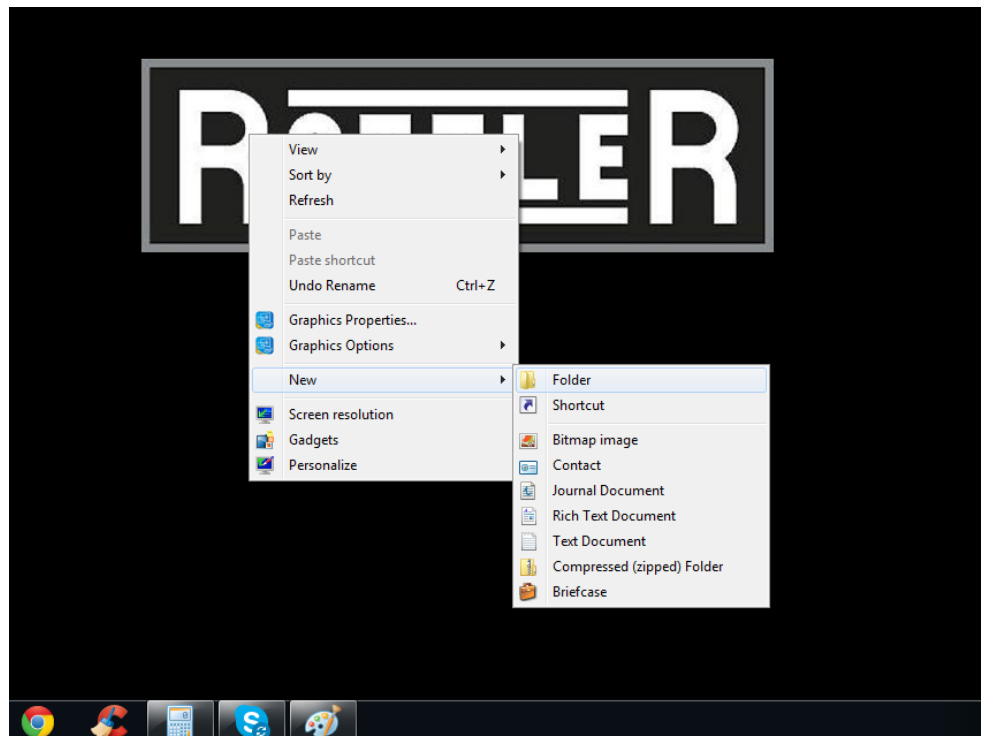 View
Sort by
Refresh
Paste
Paste shortcut
Undo Rename Ctrl+Z
Graphics Properties...
Graphics Options
New
Screen resolution
Gadgets
Personalize
Folder
Shortcut
Bitmap image
Contact
Journal Document
Rich Text Document
Text Document
Compressed (zipped) Folder
Briefcase